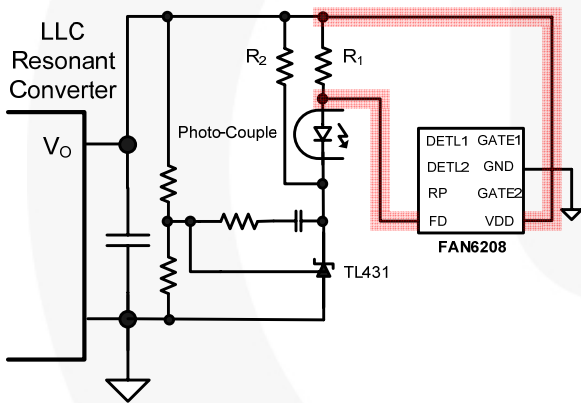 LLC
Resonant
Converter
VO
R2
R1
Photo-Couple
TL431
DETL1 GATE1
DETL2 GND
RP GATE2
FD VDD
FAN6208